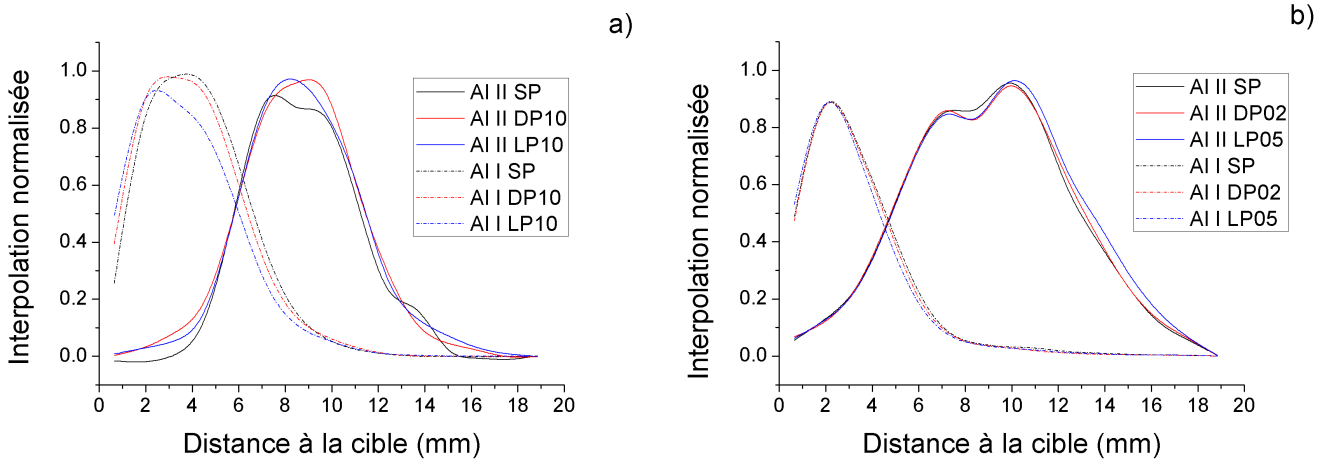 a)
Interpolation normalisée
1.0
0.8
0.6
0.4
0.2
0.0
0 2 4 6 8 10 12 14 16 18 20
Distance à la cible (mm)
Al II SP
Al II DP10
Al II LP10
Al I SP
Al I DP10
Al I LP10
b)
Interpolation normalisée
1.0
0.8
0.6
0.4
0.2
0.0
0 2 4 6 8 10 12 14 16 18 20
Distance à la cible (mm)
Al II SP
Al II DP02
Al II LP05
Al I SP
Al I DP02
Al I LP05